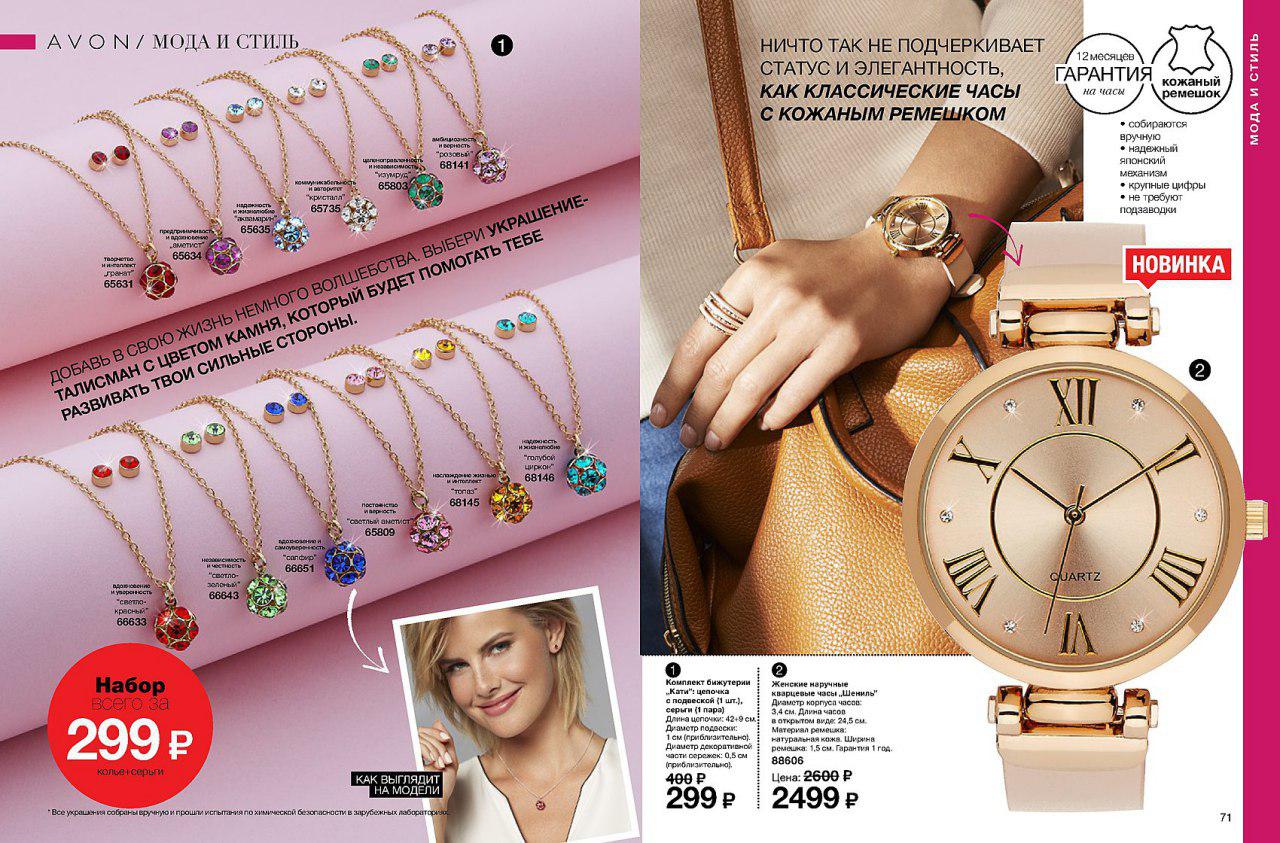 AVON/ МОДА И СТИЛЬ
1
творчество
и интеллект
"гранат"
65631
предприимчивость
и вдохновение
"аметист"
65634
надежность
и жизнелюбие
"аквамарин"
65635
коммуникабельность
и авторитет
"кристалл"
65735
целенаправленность
и независимость
"изумруд"
65803
амбициозность
и верность
"розовый"
68141
ДОБАВЬ В СВОЮ ЖИЗНЬ НЕМНОГО ВОЛШЕБСТВА. ВЫБЕРИ УКРАШЕНИЕ-
ТАЛИСМАН С ЦВЕТОМ КАМНЯ, КОТОРЫЙ БУДЕТ ПОМОГАТЬ ТЕБЕ
РАЗВИВАТЬ ТВОИ СИЛЬНЫЕ СТОРОНЫ.
вдохновение
и уверенность
"светло-
красный"
66633
независимость
и честность
"светло-
зеленый"
66643
вдохновение и
самоуверенность
"сапфир"
66651
постоянство
и верность
"светлый аметист"
65809
наслаждение жизнью
и интеллект
"топаз"
68145
надежность
и жизнелюбие
"голубой
циркон"
68146
Набор
всего за
299 ₽
колье+серьги
КАК ВЫГЛЯДИТ
НА МОДЕЛИ
* Все украшения собраны вручную и прошли испытания по химической безопасности в зарубежных лабораториях.
НИЧТО ТАК НЕ ПОДЧЕРКИВАЕТ
СТАТУС И ЭЛЕГАНТНОСТЬ,
КАК КЛАССИЧЕСКИЕ ЧАСЫ
С КОЖАНЫМ РЕМЕШКОМ
12 месяцев
ГАРАНТИЯ
на часы
кожаный
ремешок
• собираются
вручную
• надежный
японский
механизм
• крупные цифры
• не требуют
подзаводки
МОДА И СТИЛЬ
НОВИНКА
2
XII
X
II
VIII
IIII
VI
QUARTZ
1
Комплект бижутерии
„Кати": цепочка
с подвеской (1 шт.),
серьги (1 пара)
Длина цепочки: 42+9 см.
Диаметр подвески:
1 см (приблизительно).
Диаметр декоративной
части сережек: 0,5 см
(приблизительно).
400 ₽
299 ₽
2
Женские наручные
кварцевые часы „Шениль"
Диаметр корпуса часов:
3,4 см. Длина часов
в открытом виде: 24,5 см.
Материал ремешка:
натуральная кожа. Ширина
ремешка: 1,5 см. Гарантия 1 год.
88606
Цена: 2600 ₽
2499 ₽
71